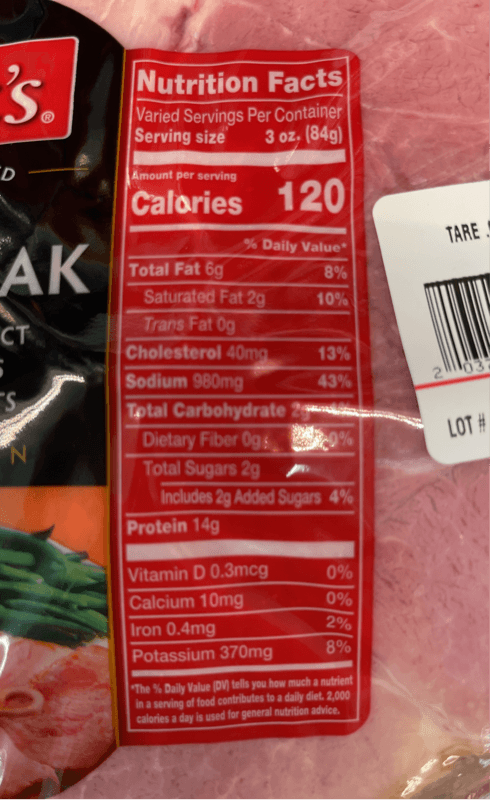 's®
D
AK
CT
S
TS
N
Nutrition Facts
Varied Servings Per Container
Serving size 3 oz. (84g)
Amount per serving
Calories 120
% Daily Value*
Total Fat 6g 8%
Saturated Fat 2g 10%
Trans Fat 0g
Cholesterol 40mg 13%
Sodium 980mg 43%
Total Carbohydrate 2g
Dietary Fiber 0g 0%
Total Sugars 2g
Includes 2g Added Sugars 4%
Protein 14g
Vitamin D 0.3mcg 0%
Calcium 10mg 0%
Iron 0.4mg 2%
Potassium 370mg 8%
*The % Daily Value (DV) tells you how much a nutrient
in a serving of food contributes to a daily diet. 2,000
calories a day is used for general nutrition advice.
TARE
2 037
LOT #